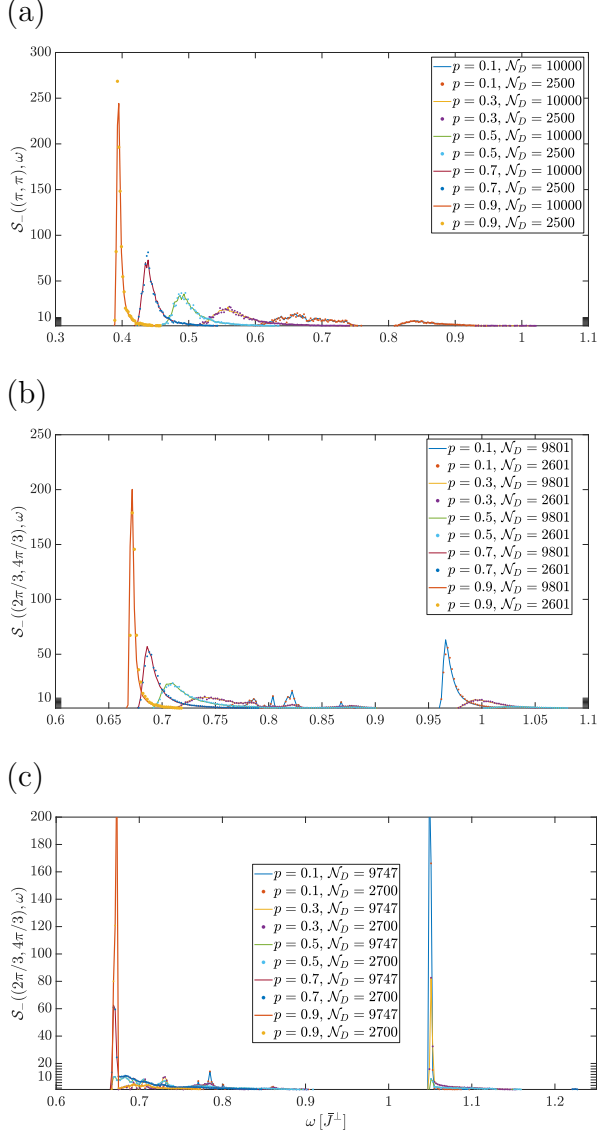 (a)
300
250
200
150
100
50
10
0.3 0.4 0.5 0.6 0.7 0.8 0.9 1 1.1
S₋((π, π), ω)
p = 0.1, N_D = 10000
p = 0.1, N_D = 2500
p = 0.3, N_D = 10000
p = 0.3, N_D = 2500
p = 0.5, N_D = 10000
p = 0.5, N_D = 2500
p = 0.7, N_D = 10000
p = 0.7, N_D = 2500
p = 0.9, N_D = 10000
p = 0.9, N_D = 2500
(b)
250
200
150
100
50
10
0.6 0.65 0.7 0.75 0.8 0.85 0.9 0.95 1 1.05 1.1
S₋((2π/3, 4π/3), ω)
p = 0.1, N_D = 9801
p = 0.1, N_D = 2601
p = 0.3, N_D = 9801
p = 0.3, N_D = 2601
p = 0.5, N_D = 9801
p = 0.5, N_D = 2601
p = 0.7, N_D = 9801
p = 0.7, N_D = 2601
p = 0.9, N_D = 9801
p = 0.9, N_D = 2601
(c)
200
180
160
140
120
100
80
60
40
20
10
0.6 0.7 0.8 0.9 1 1.1 1.2
S₋((2π/3, 4π/3), ω)
p = 0.1, N_D = 9747
p = 0.1, N_D = 2700
p = 0.3, N_D = 9747
p = 0.3, N_D = 2700
p = 0.5, N_D = 9747
p = 0.5, N_D = 2700
p = 0.7, N_D = 9747
p = 0.7, N_D = 2700
p = 0.9, N_D = 9747
p = 0.9, N_D = 2700
ω [J̄^⊥]